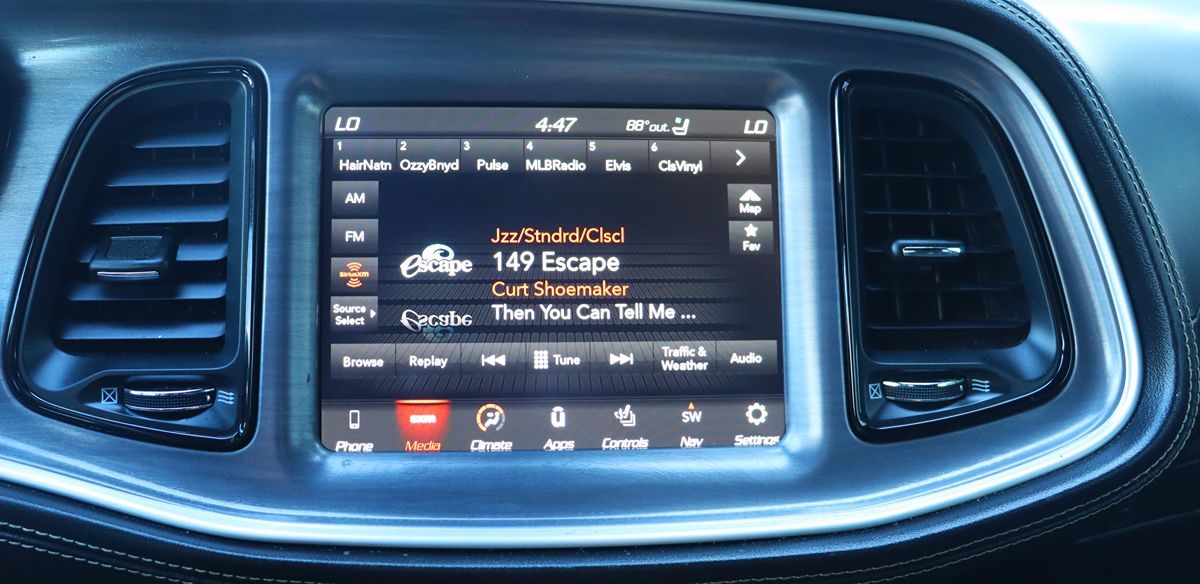 LO 4:47 88°out. LO
1 HairNatn 2 OzzyBnyd 3 Pulse 4 MLBRadio 5 Elvis 6 ClsVinyl
AM
Map
FM
Fav
Jzz/Stndrd/Clscl
escape
149 Escape
SiriusXM
Curt Shoemaker
Source
Select
Then You Can Tell Me ...
Browse Replay Tune Traffic &
Weather Audio
SW
Phone Media Climate Apps Controls Nav Settings